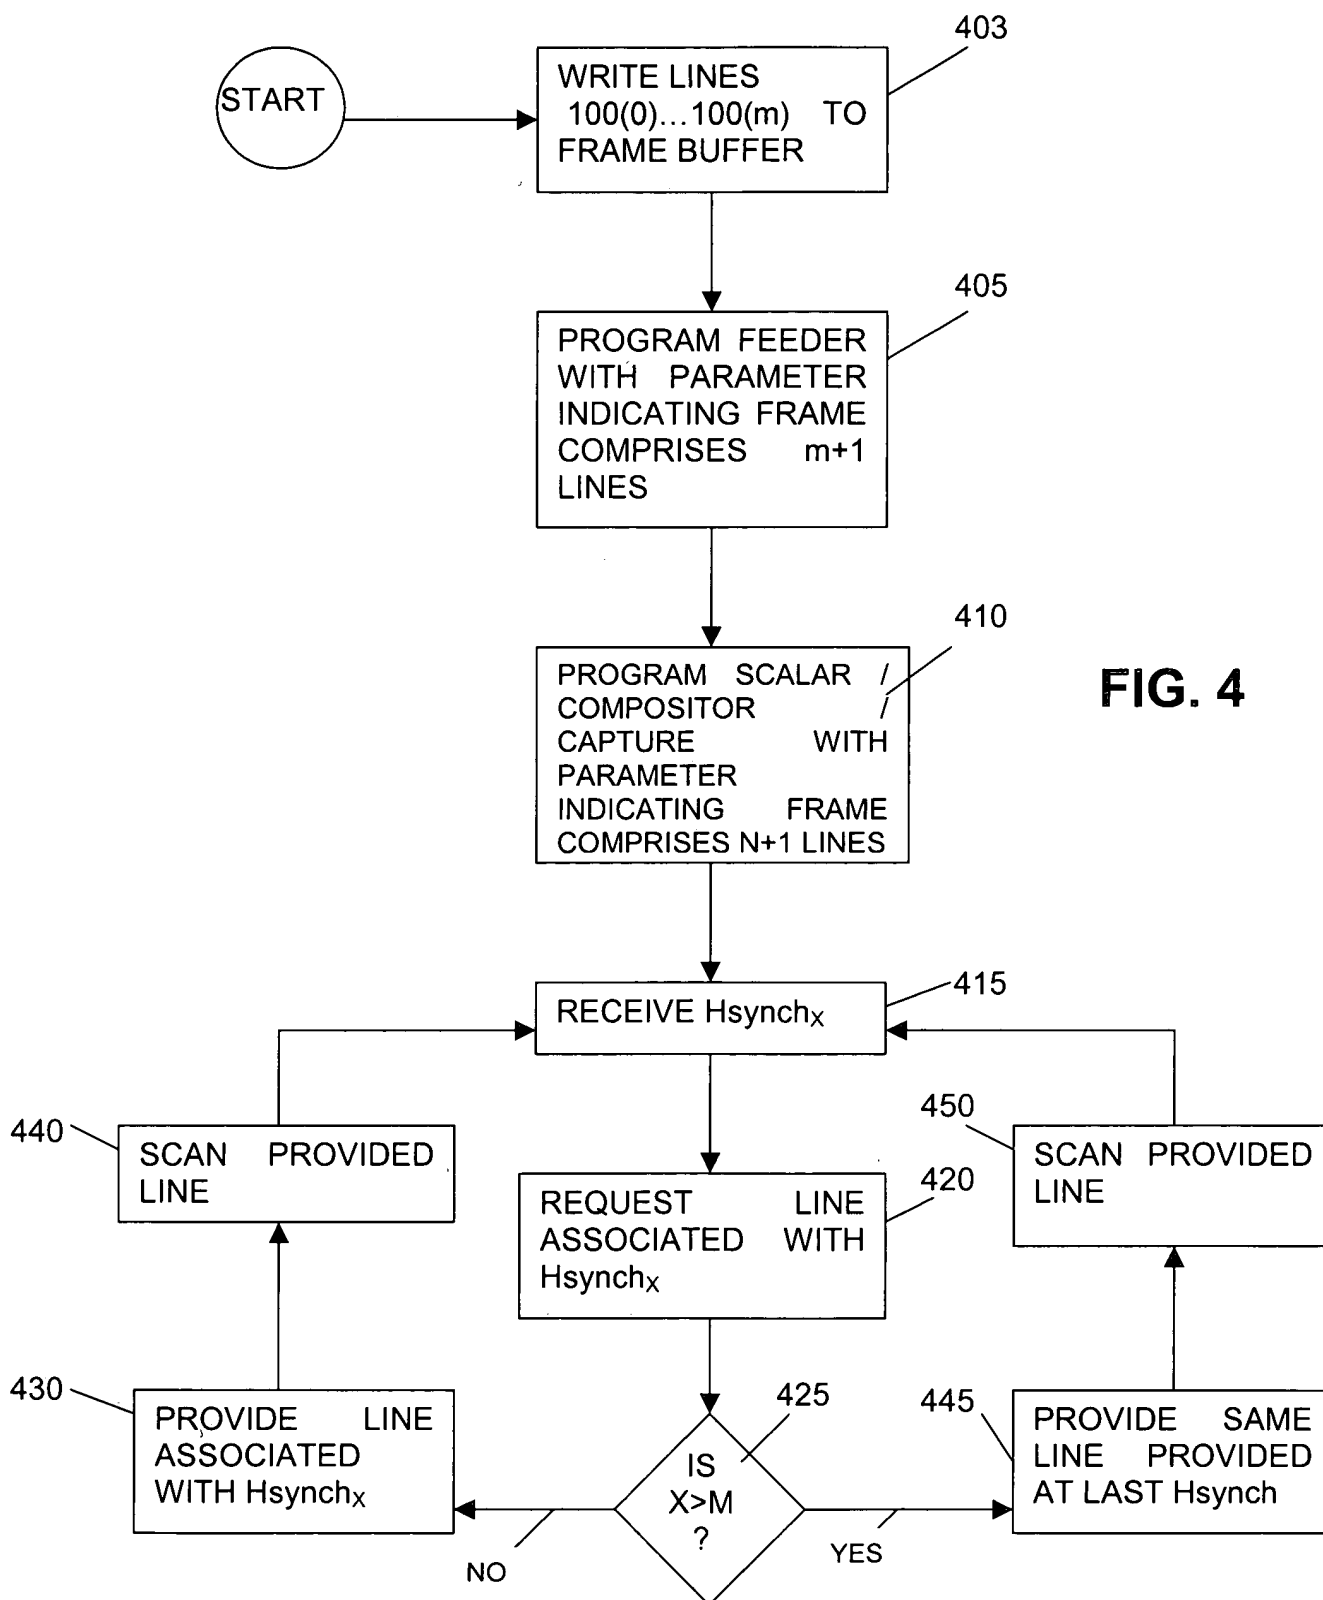 START
403
WRITE LINES
100(0)...100(m) TO
FRAME BUFFER
405
PROGRAM FEEDER
WITH PARAMETER
INDICATING FRAME
COMPRISES m+1
LINES
410
PROGRAM SCALAR /
COMPOSITOR /
CAPTURE WITH
PARAMETER
INDICATING FRAME
COMPRISES N+1 LINES
FIG. 4
415
RECEIVE HsynchX
440
SCAN PROVIDED
LINE
420
REQUEST LINE
ASSOCIATED WITH
HsynchX
450
SCAN PROVIDED
LINE
430
PROVIDE LINE
ASSOCIATED
WITH HsynchX
425
IS
X>M
?
NO
YES
445
PROVIDE SAME
LINE PROVIDED
AT LAST Hsynch